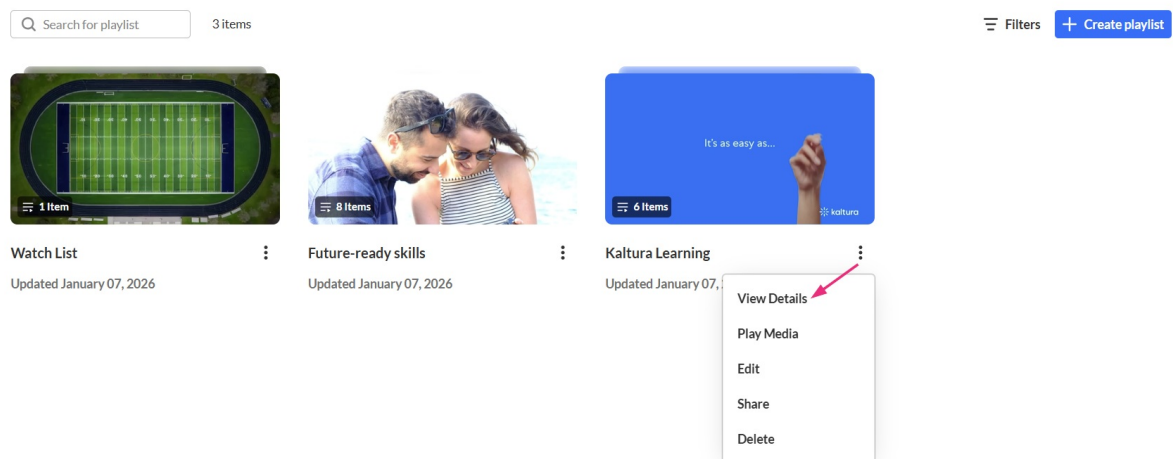 Search for playlist
3 items
Filters
Create playlist
1 Item
8 Items
It's as easy as...
6 Items
kaltura
Watch List
Future-ready skills
Kaltura Learning
Updated January 07, 2026
Updated January 07, 2026
Updated January 07,
View Details
Play Media
Edit
Share
Delete